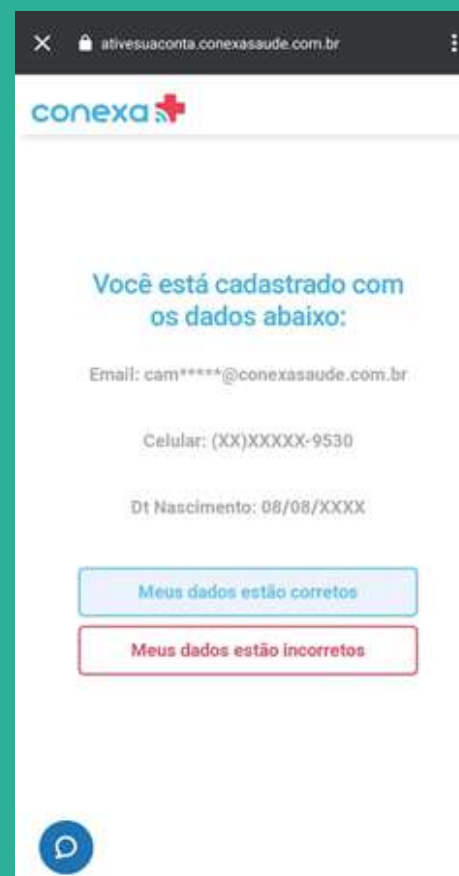 ativesuaconta.conexasaude.com.br
conexa
Você está cadastrado com
os dados abaixo:
Email: cam*****@conexasaude.com.br
Celular: (XX)XXXXX-9530
Dt Nascimento: 08/08/XXXX
Meus dados estão corretos
Meus dados estão incorretos